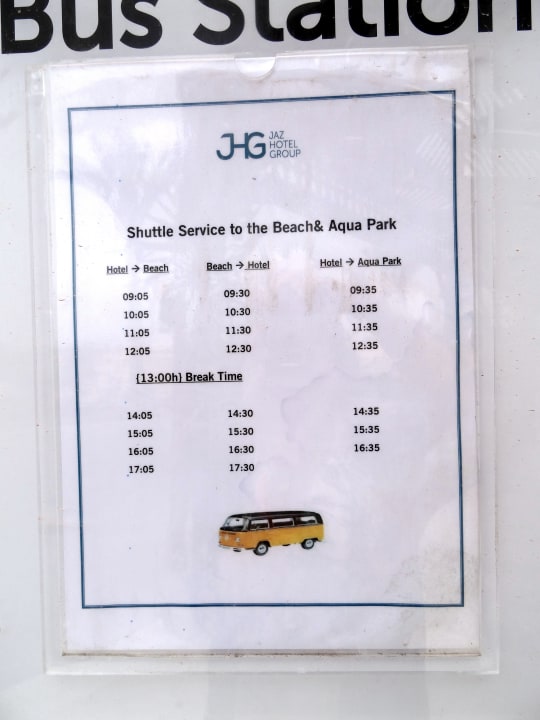 Bus Station
JHG JAZ
HOTEL
GROUP
Shuttle Service to the Beach& Aqua Park
Hotel → Beach Beach → Hotel Hotel → Aqua Park
09:05 09:30 09:35
10:05 10:30 10:35
11:05 11:30 11:35
12:05 12:30 12:35
{13:00h} Break Time
14:05 14:30 14:35
15:05 15:30 15:35
16:05 16:30 16:35
17:05 17:30